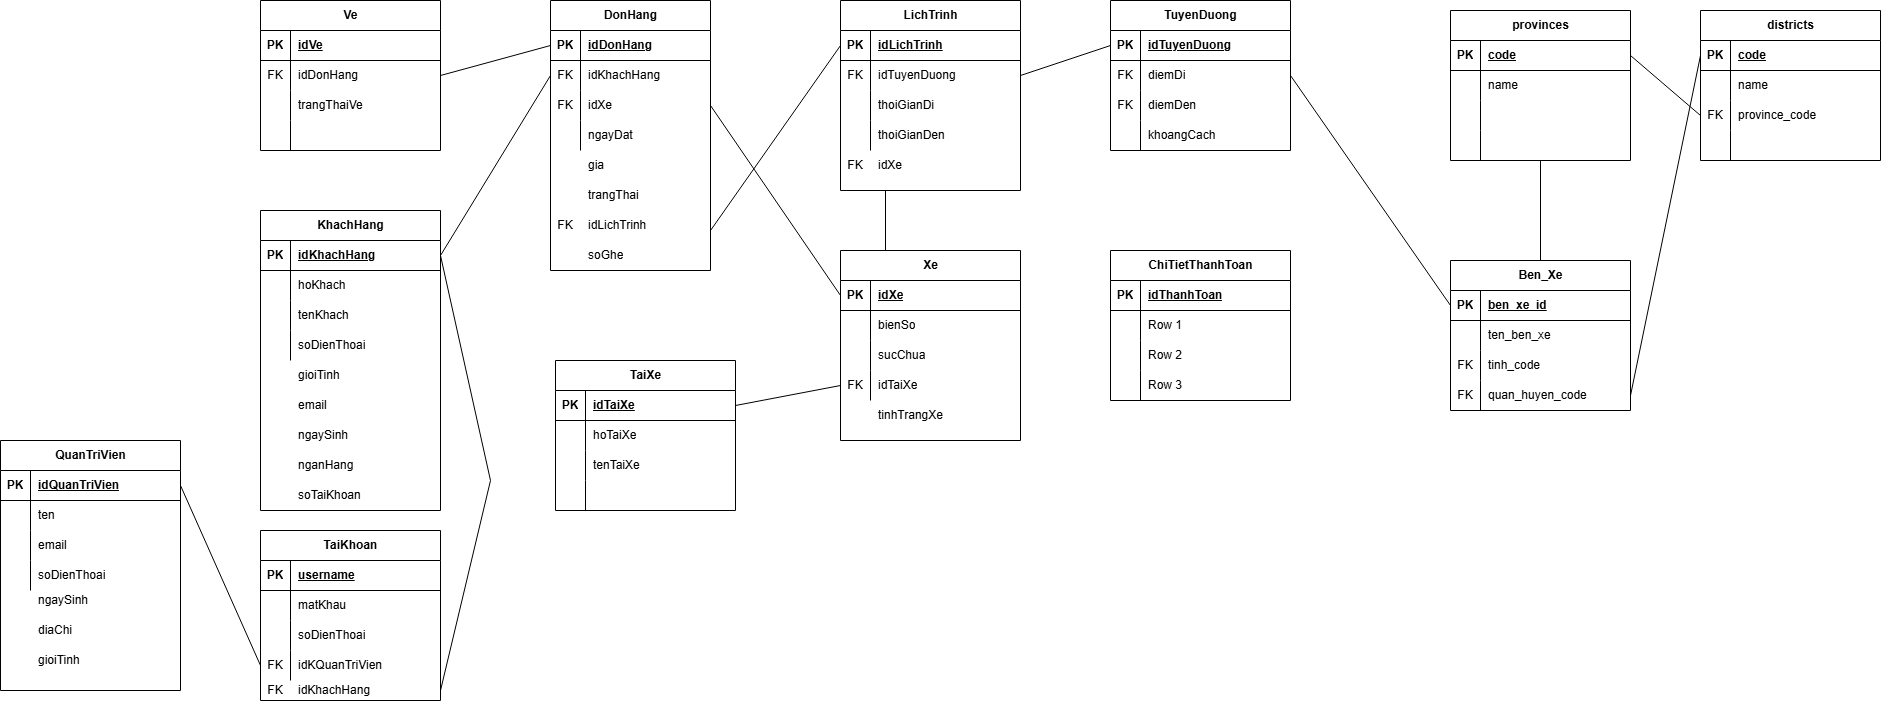 Ve
PK idVe
FK idDonHang
trangThaiVe
DonHang
PK idDonHang
FK idKhachHang
FK idXe
ngayDat
gia
trangThai
FK idLichTrinh
soGhe
LichTrinh
PK idLichTrinh
FK idTuyenDuong
thoiGianDi
thoiGianDen
FK idXe
TuyenDuong
PK idTuyenDuong
FK diemDi
FK diemDen
khoangCach
provinces
PK code
name
districts
PK code
name
FK province_code
KhachHang
PK idKhachHang
hoKhach
tenKhach
soDienThoai
gioiTinh
email
ngaySinh
nganHang
soTaiKhoan
Xe
PK idXe
bienSo
sucChua
FK idTaiXe
tinhTrangXe
ChiTietThanhToan
PK idThanhToan
Row 1
Row 2
Row 3
Ben_Xe
PK ben_xe_id
ten_ben_xe
FK tinh_code
FK quan_huyen_code
TaiXe
PK idTaiXe
hoTaiXe
tenTaiXe
QuanTriVien
PK idQuanTriVien
ten
email
soDienThoai
ngaySinh
diaChi
gioiTinh
TaiKhoan
PK username
matKhau
soDienThoai
FK idKQuanTriVien
FK idKhachHang